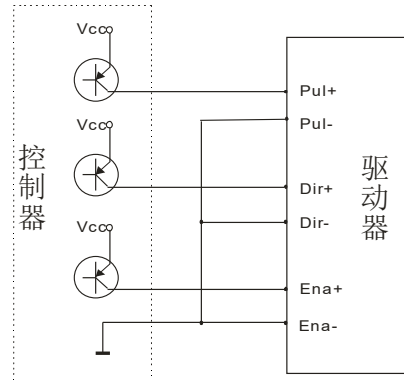 Vcc
Pul+
Pul-
Vcc
控制器
驱动器
Dir+
Dir-
Vcc
Ena+
Ena-